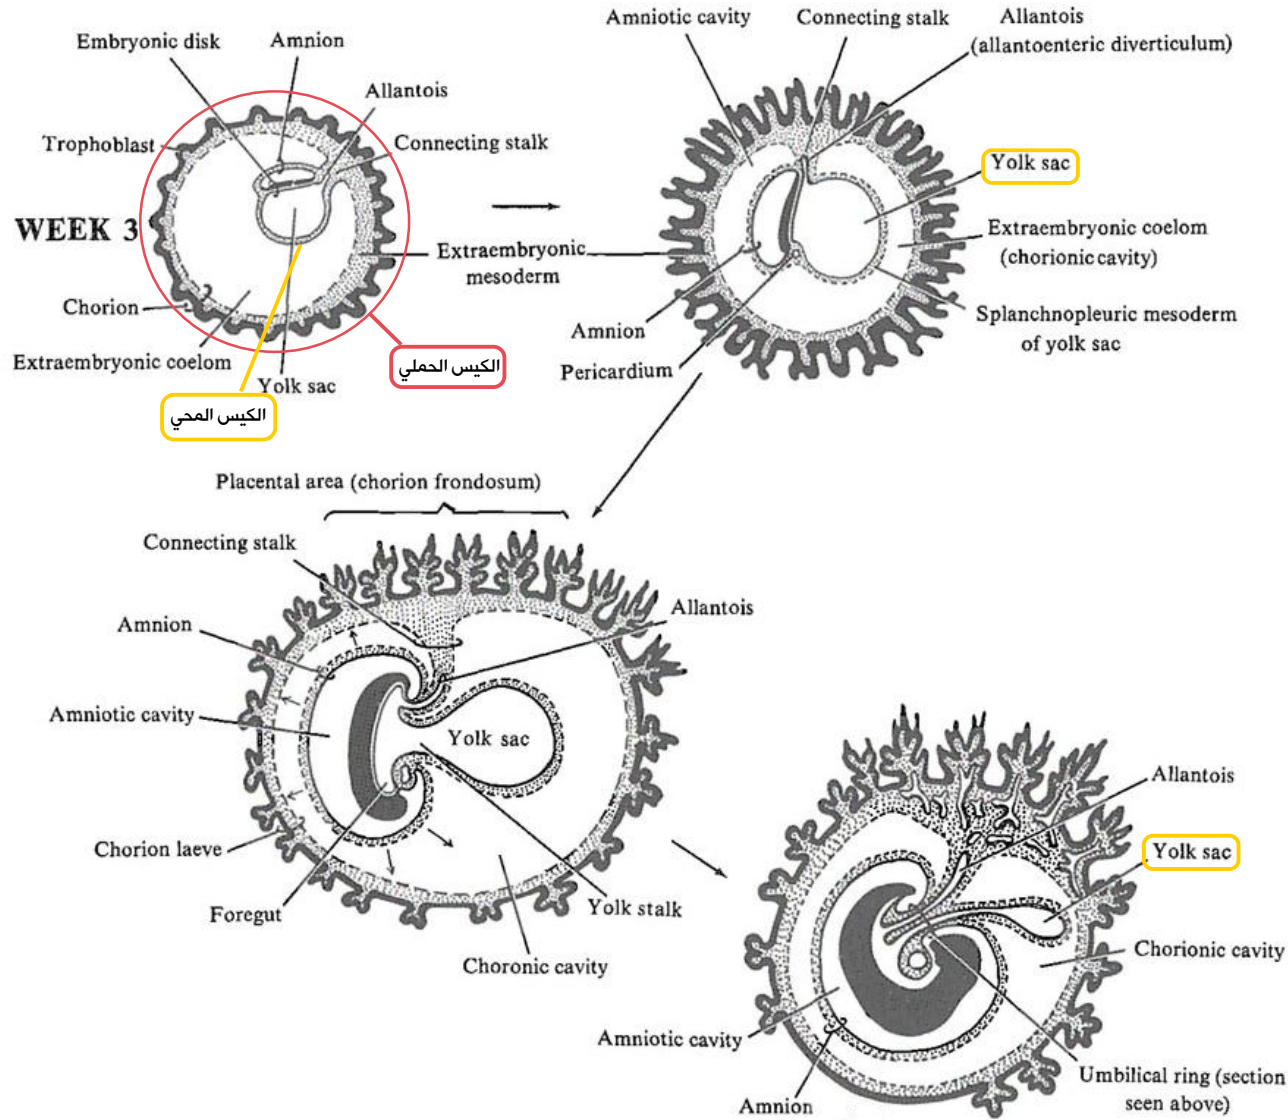 Embryonic disk
Amnion
Allantois
Trophoblast
Connecting stalk
WEEK 3
Extraembryonic
mesoderm
Chorion
Extraembryonic coelom
Yolk sac
الكيس الحملي
الكيس المحي
Amniotic cavity
Connecting stalk
Allantois
(allantoenteric diverticulum)
Yolk sac
Extraembryonic coelom
(chorionic cavity)
Amnion
Splanchnopleuric mesoderm
of yolk sac
Pericardium
Placental area (chorion frondosum)
Connecting stalk
Allantois
Amnion
Amniotic cavity
Yolk sac
Chorion laeve
Foregut
Yolk stalk
Choronic cavity
Allantois
Yolk sac
Chorionic cavity
Amniotic cavity
Umbilical ring (section
seen above)
Amnion